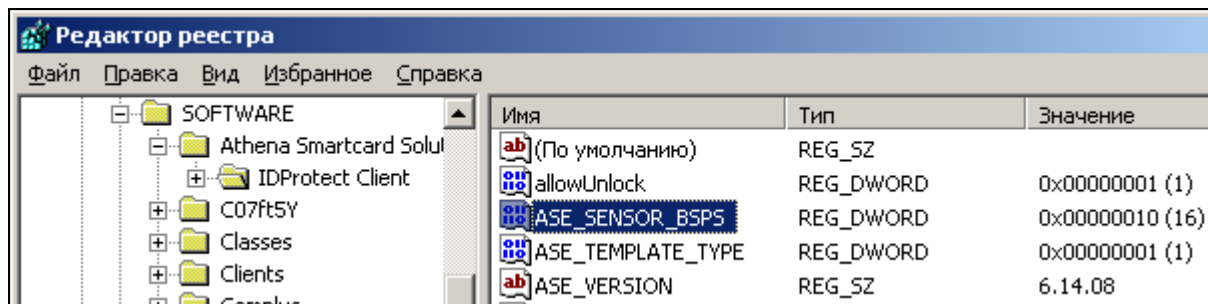 Редактор реестра
Файл Правка Вид Избранное Справка
SOFTWARE
Athena Smartcard Solu
IDProtect Client
C07ft5Y
Classes
Clients
Имя Тип Значение
(По умолчанию) REG_SZ
allowUnlock REG_DWORD 0x00000001 (1)
ASE_SENSOR_BSPS REG_DWORD 0x00000010 (16)
ASE_TEMPLATE_TYPE REG_DWORD 0x00000001 (1)
ASE_VERSION REG_SZ 6.14.08